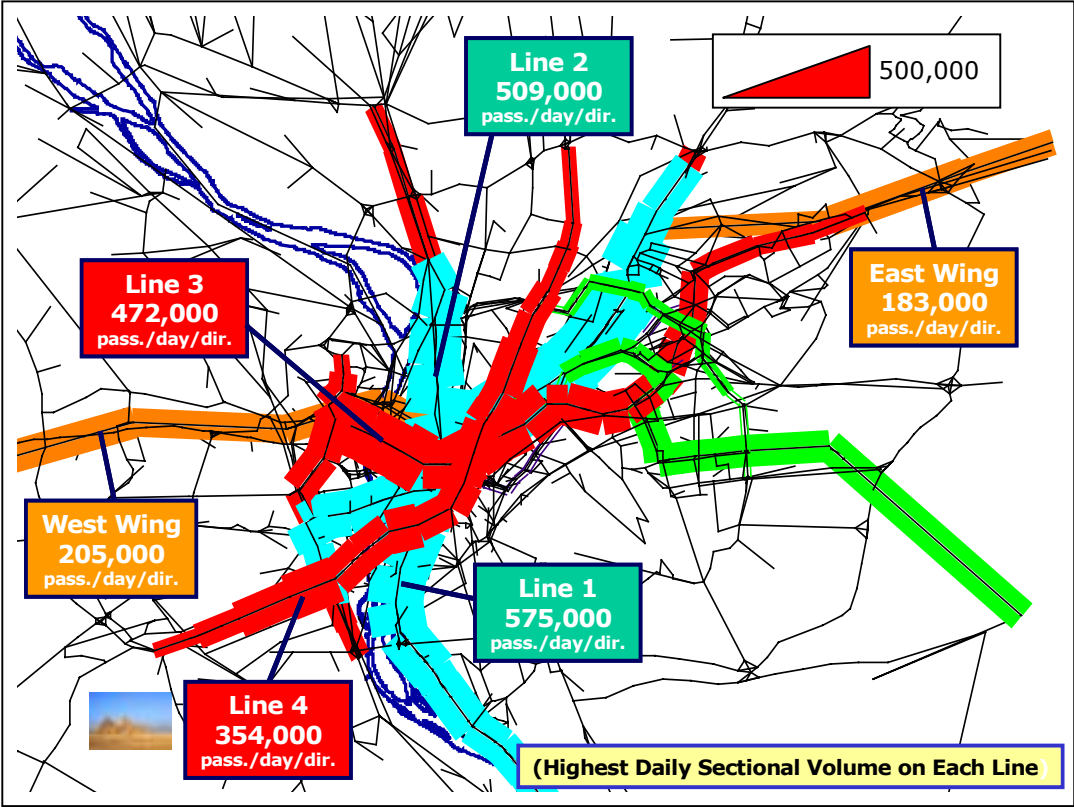 Line 2
509,000
pass./day/dir.
500,000
Line 3
472,000
pass./day/dir.
East Wing
183,000
pass./day/dir.
West Wing
205,000
pass./day/dir.
Line 1
575,000
pass./day/dir.
Line 4
354,000
pass./day/dir.
(Highest Daily Sectional Volume on Each Line)